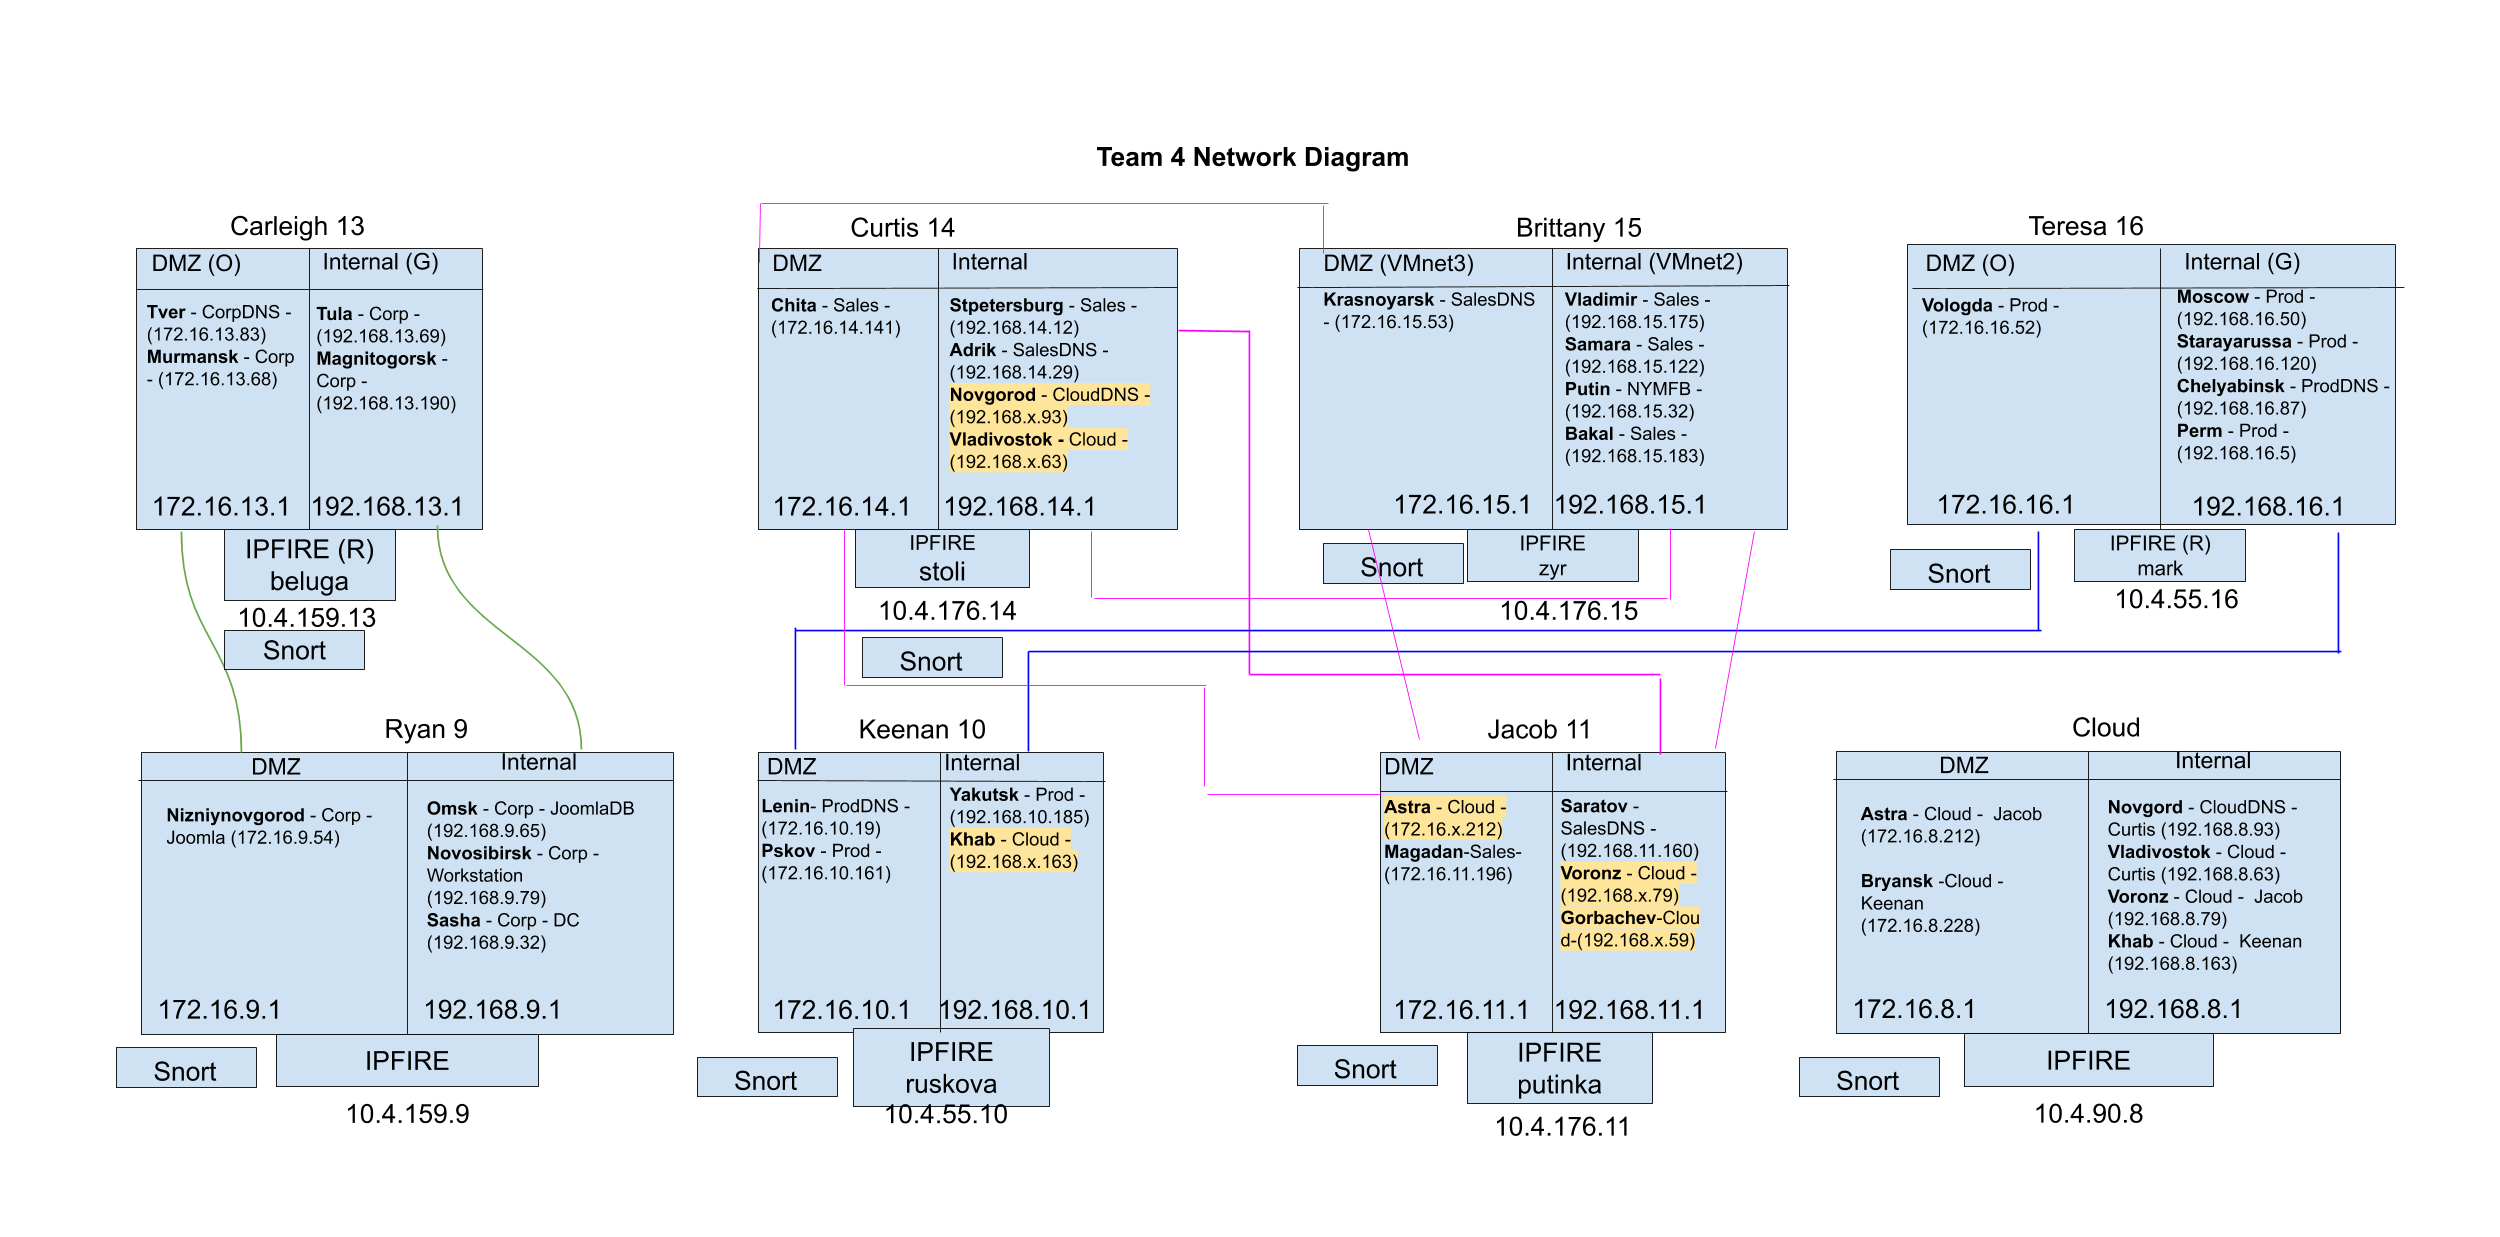 Team 4 Network Diagram
Carleigh 13
DMZ (O)
Internal (G)
Tver - CorpDNS -
(172.16.13.83)
Murmansk - Corp
- (172.16.13.68)
Tula - Corp -
(192.168.13.69)
Magnitogorsk -
Corp -
(192.168.13.190)
172.16.13.1
192.168.13.1
IPFIRE (R)
beluga
10.4.159.13
Snort
Curtis 14
DMZ
Internal
Chita - Sales -
(172.16.14.141)
Stpetersburg - Sales -
(192.168.14.12)
Adrik - SalesDNS -
(192.168.14.29)
Novgorod - CloudDNS -
(192.168.x.93)
Vladivostok - Cloud -
(192.168.x.63)
172.16.14.1
192.168.14.1
IPFIRE
stoli
10.4.176.14
Snort
Brittany 15
DMZ (VMnet3)
Internal (VMnet2)
Krasnoyarsk - SalesDNS
- (172.16.15.53)
Vladimir - Sales -
(192.168.15.175)
Samara - Sales -
(192.168.15.122)
Putin - NYMFB -
(192.168.15.32)
Bakal - Sales -
(192.168.15.183)
172.16.15.1
192.168.15.1
Snort
IPFIRE
zyr
10.4.176.15
Teresa 16
DMZ (O)
Internal (G)
Vologda - Prod -
(172.16.16.52)
Moscow - Prod -
(192.168.16.50)
Starayarussa - Prod -
(192.168.16.120)
Chelyabinsk - ProdDNS -
(192.168.16.87)
Perm - Prod -
(192.168.16.5)
172.16.16.1
192.168.16.1
Snort
IPFIRE (R)
mark
10.4.55.16
Ryan 9
DMZ
Internal
Nizniynovgorod - Corp -
Joomla (172.16.9.54)
Omsk - Corp - JoomlaDB
(192.168.9.65)
Novosibirsk - Corp -
Workstation
(192.168.9.79)
Sasha - Corp - DC
(192.168.9.32)
172.16.9.1
192.168.9.1
Snort
IPFIRE
10.4.159.9
Keenan 10
DMZ
Internal
Lenin- ProdDNS -
(172.16.10.19)
Pskov - Prod -
(172.16.10.161)
Yakutsk - Prod -
(192.168.10.185)
Khab - Cloud -
(192.168.x.163)
172.16.10.1
192.168.10.1
Snort
IPFIRE
ruskova
10.4.55.10
Jacob 11
DMZ
Internal
Astra - Cloud -
(172.16.x.212)
Magadan-Sales-
(172.16.11.196)
Saratov -
SalesDNS -
(192.168.11.160)
Voronz - Cloud -
(192.168.x.79)
Gorbachev-Clou
d-(192.168.x.59)
172.16.11.1
192.168.11.1
Snort
IPFIRE
putinka
10.4.176.11
Cloud
DMZ
Internal
Astra - Cloud - Jacob
(172.16.8.212)
Bryansk -Cloud -
Keenan
(172.16.8.228)
Novgord - CloudDNS -
Curtis (192.168.8.93)
Vladivostok - Cloud -
Curtis (192.168.8.63)
Voronz - Cloud - Jacob
(192.168.8.79)
Khab - Cloud - Keenan
(192.168.8.163)
172.16.8.1
192.168.8.1
Snort
IPFIRE
10.4.90.8